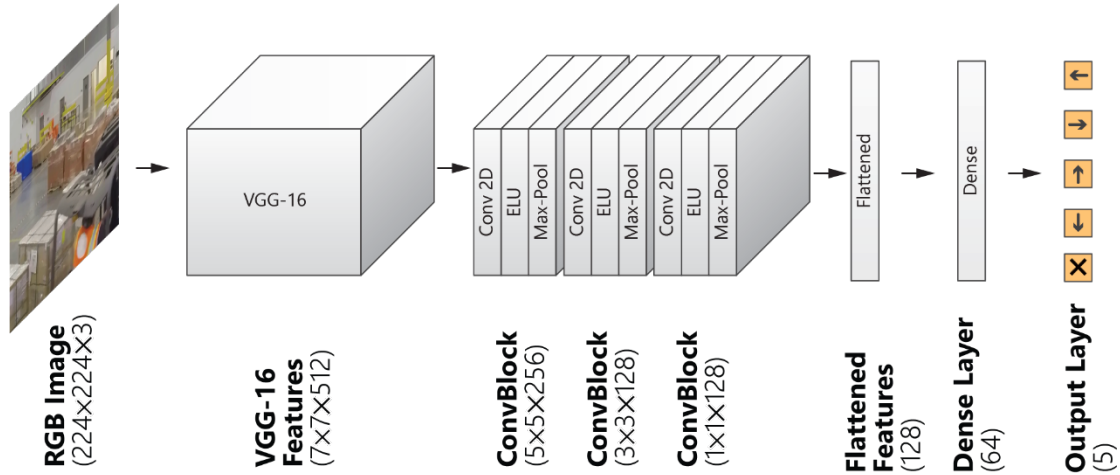 VGG-16
Conv 2D
ELU
Max-Pool
Conv 2D
ELU
Max-Pool
Conv 2D
ELU
Max-Pool
Flattened
Dense
RGB Image
(224×224×3)
VGG-16
Features
(7×7×512)
ConvBlock
(5×5×256)
ConvBlock
(3×3×128)
ConvBlock
(1×1×128)
Flattened
Features
(128)
Dense Layer
(64)
Output Layer
(5)